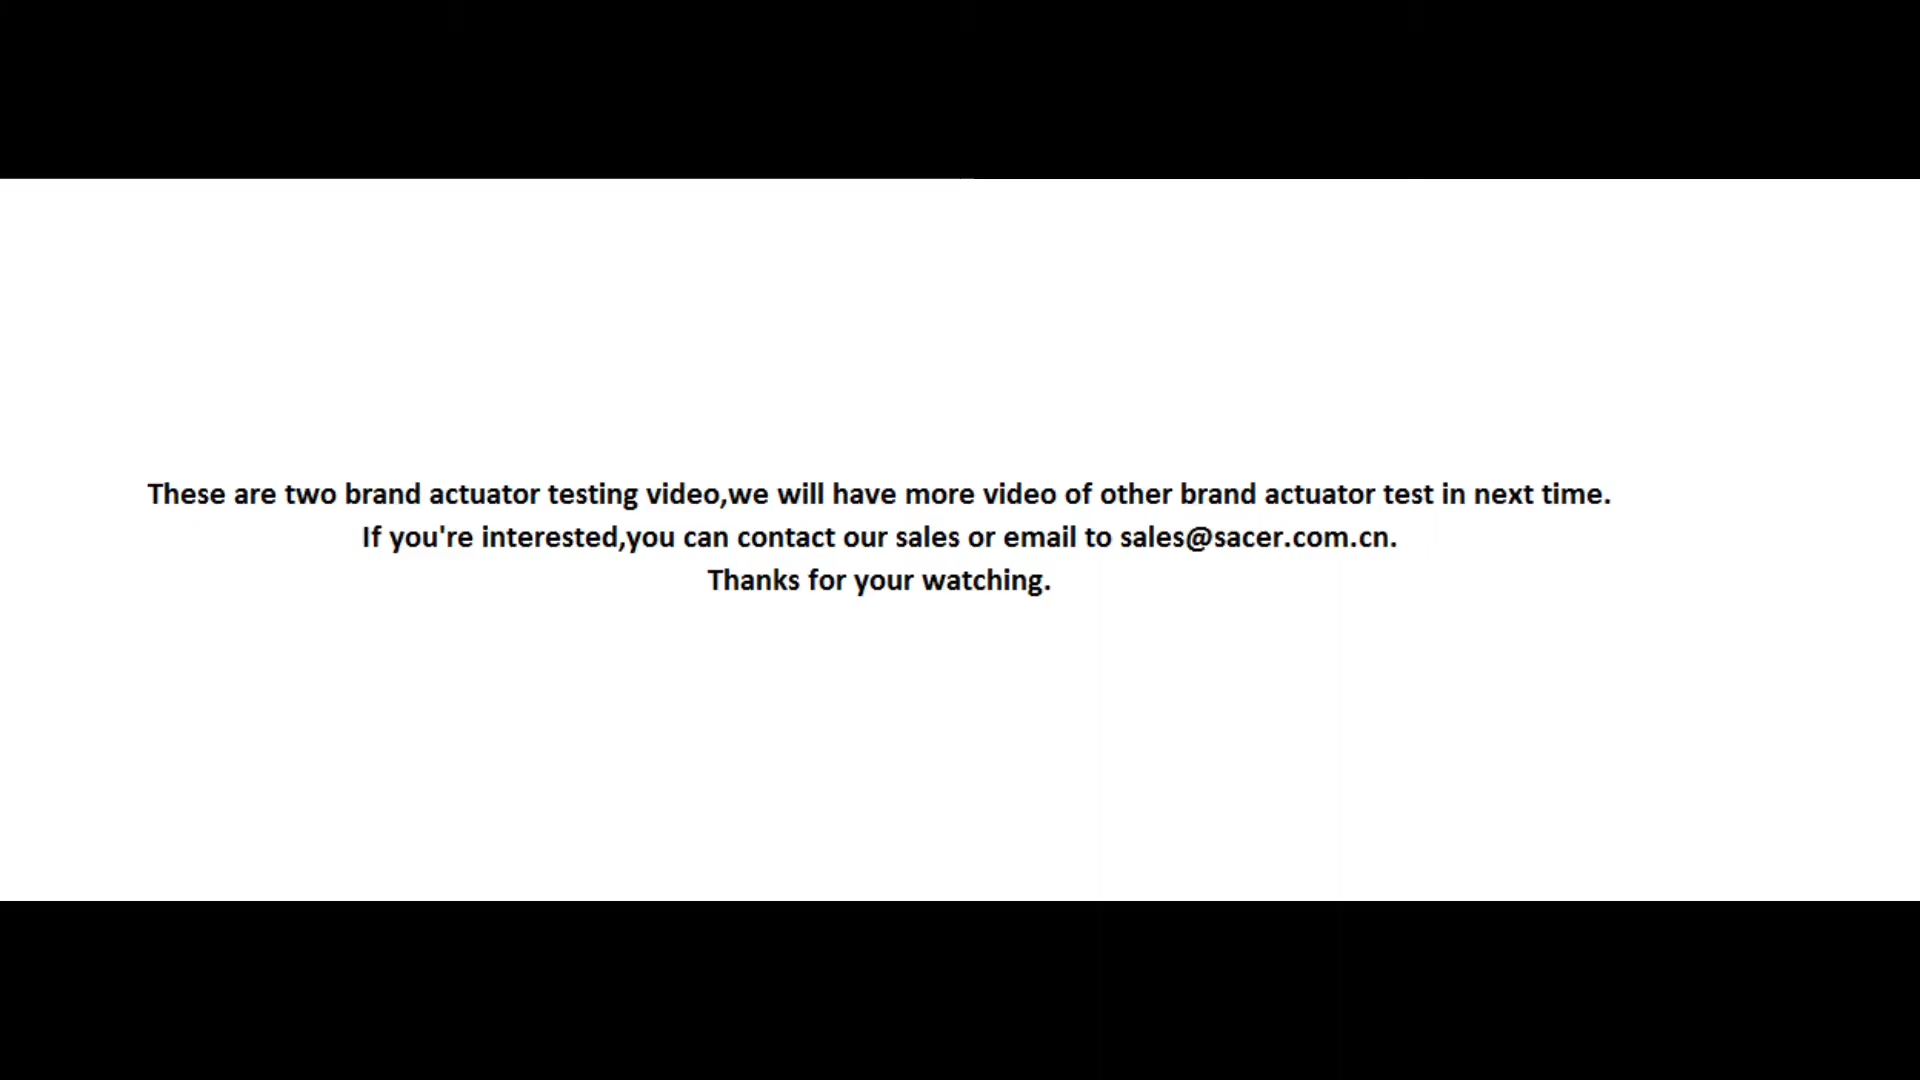 These are two brand actuator testing video,we will have more video of other brand actuator test in next time.
If you're interested,you can contact our sales or email to sales@sacer.com.cn.
Thanks for your watching.